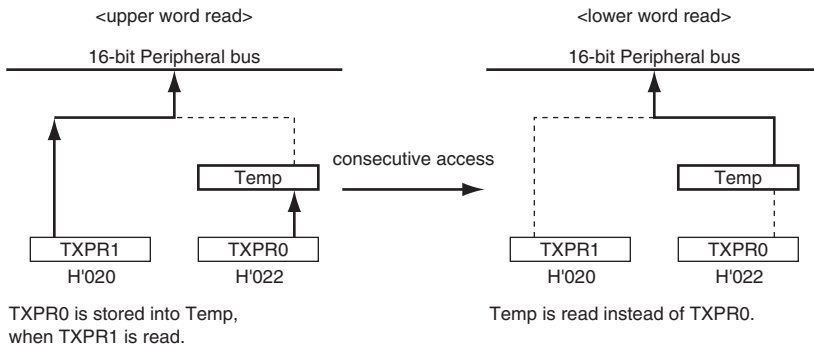 <upper word read>
16-bit Peripheral bus
Temp
TXPR1 TXPR0
H'020 H'022
TXPR0 is stored into Temp,
when TXPR1 is read.
consecutive access
<lower word read>
16-bit Peripheral bus
Temp
TXPR1 TXPR0
H'020 H'022
Temp is read instead of TXPR0.